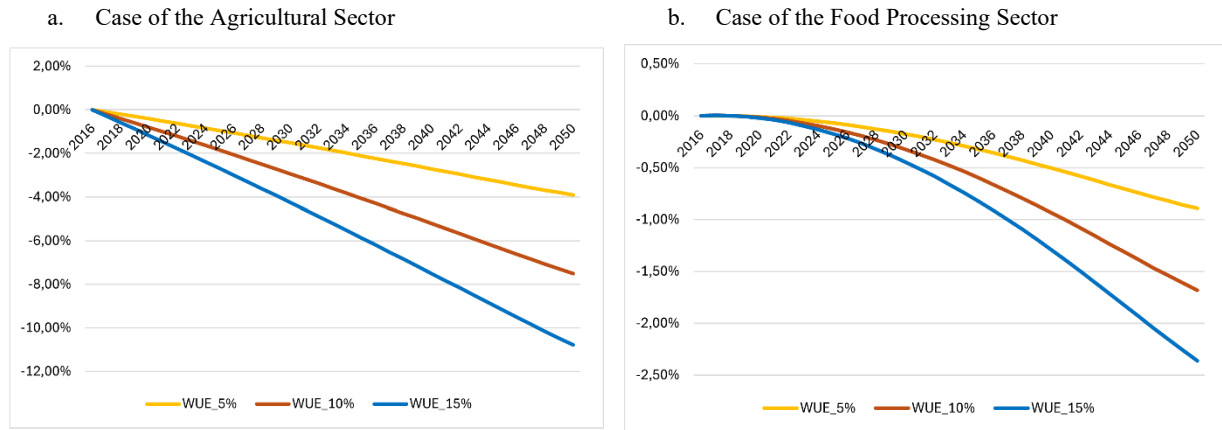 a. Case of the Agricultural Sector
2,00%
0,00%
-2,00%
-4,00%
-6,00%
-8,00%
-10,00%
-12,00%
2016 2018 2020 2022 2024 2026 2028 2030 2032 2034 2036 2038 2040 2042 2044 2046 2048 2050
WUE_5% WUE_10% WUE_15%
b. Case of the Food Processing Sector
0,50%
0,00%
-0,50%
-1,00%
-1,50%
-2,00%
-2,50%
2016 2018 2020 2022 2024 2026 2028 2030 2032 2034 2036 2038 2040 2042 2044 2046 2048 2050
WUE_5% WUE_10% WUE_15%